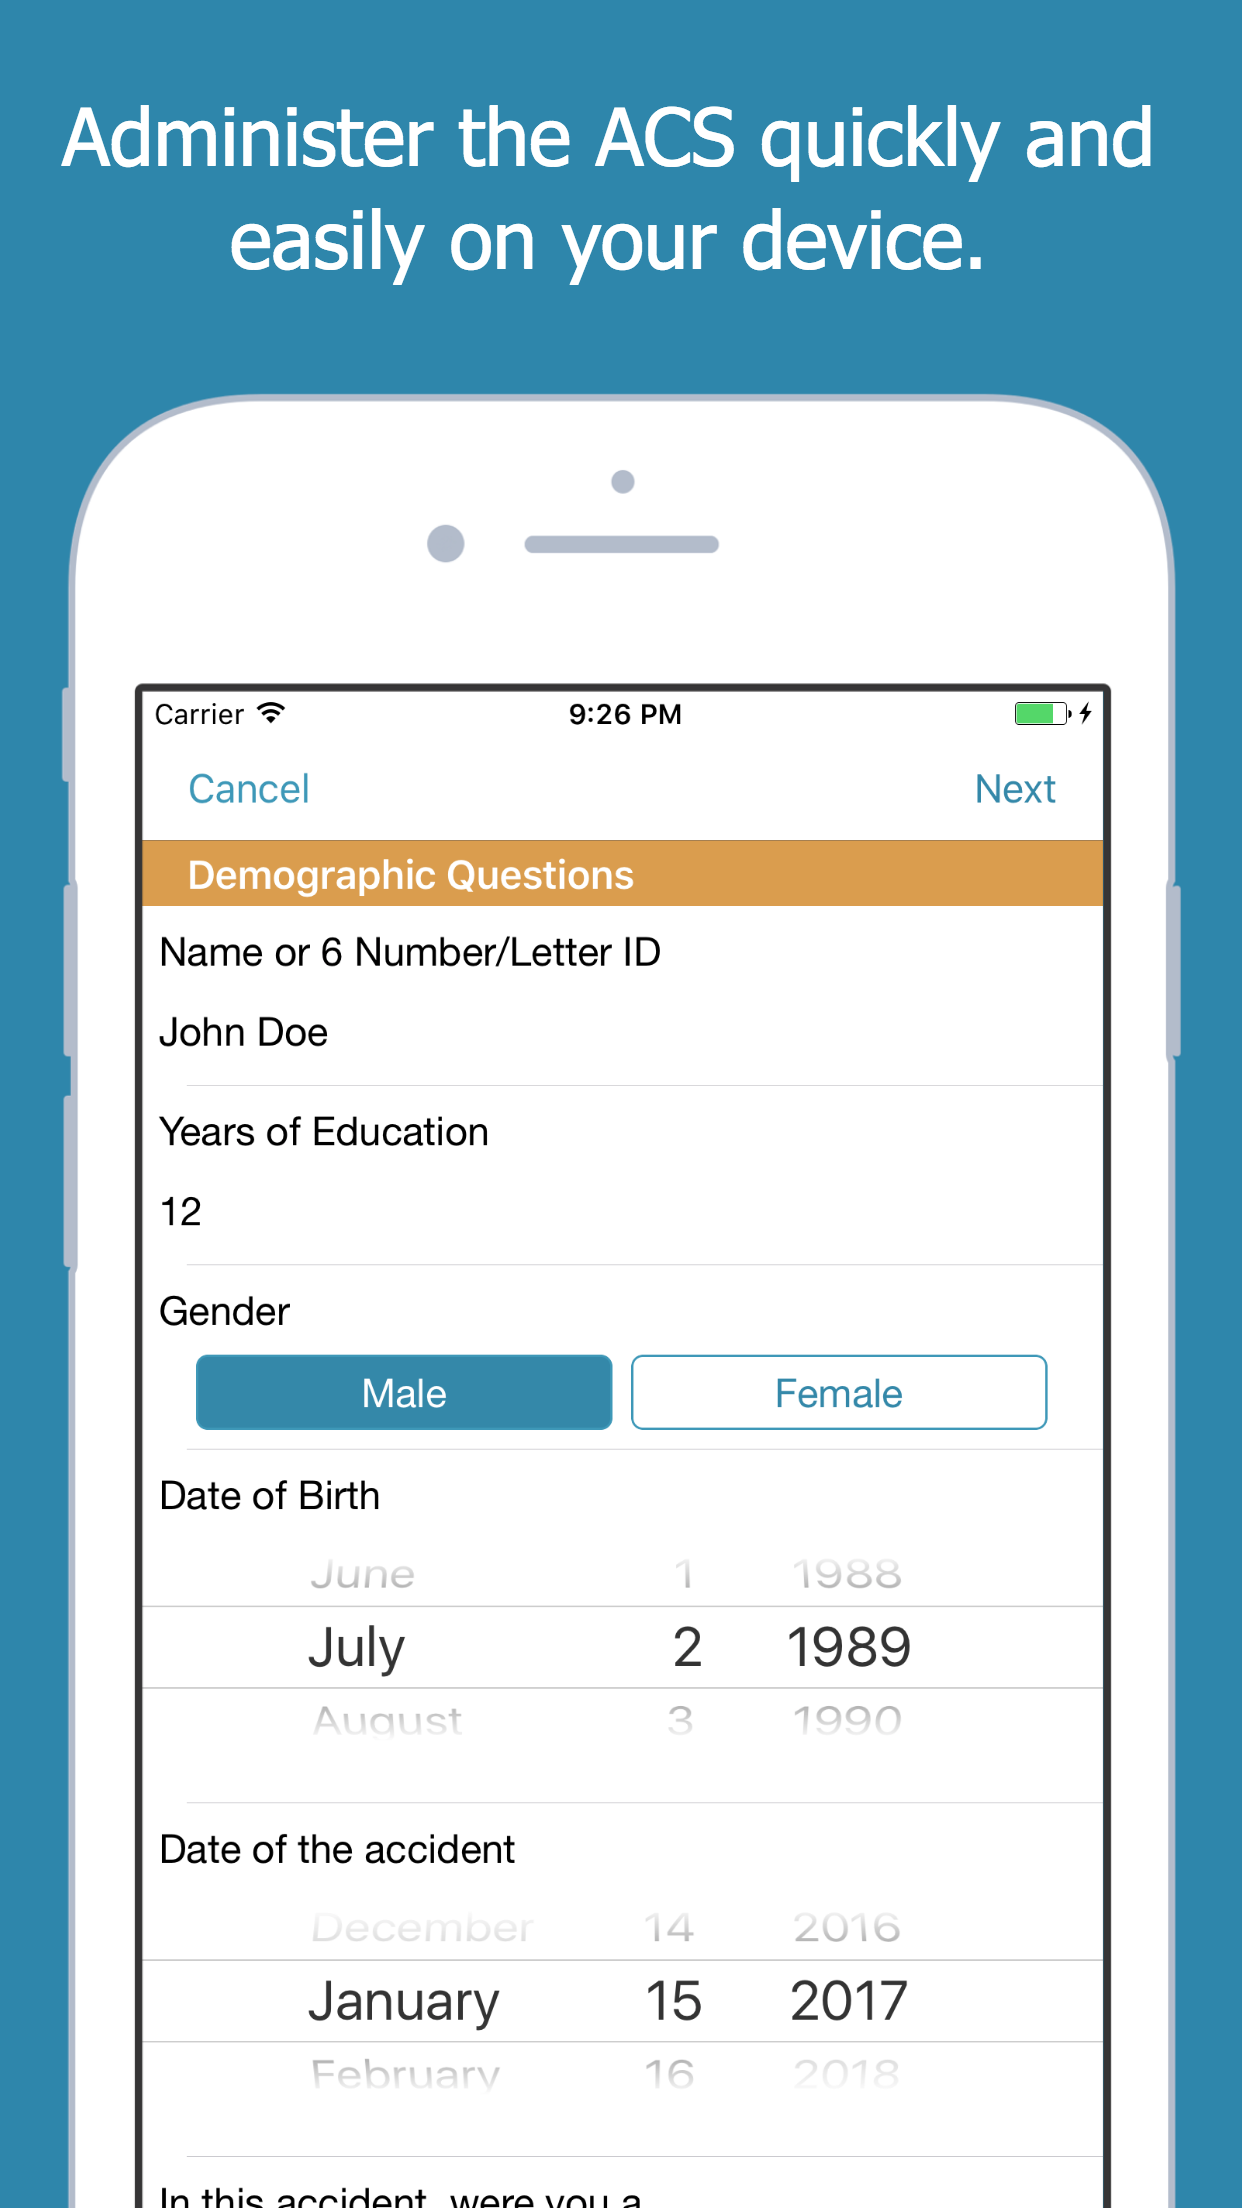 Administer the ACS quickly and
easily on your device.
Carrier 9:26 PM
Cancel Next
Demographic Questions
Name or 6 Number/Letter ID
John Doe
Years of Education
12
Gender
Male Female
Date of Birth
June 1 1988
July 2 1989
August 3 1990
Date of the accident
December 14 2016
January 15 2017
February 16 2018
In this accident, were you a